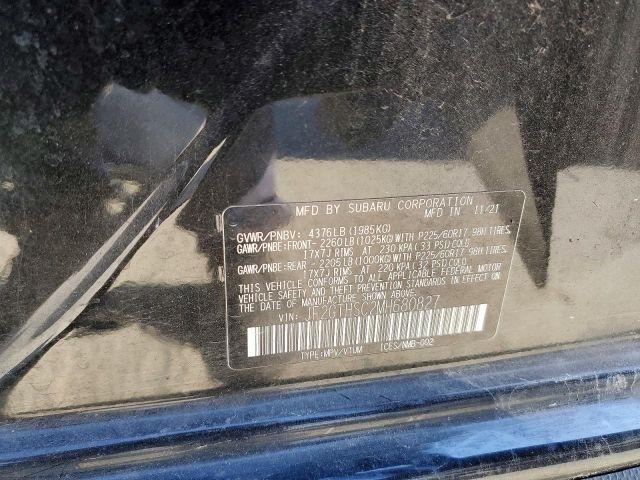 MFD BY SUBARU CORPORATION
MFD IN 11/21
GVWR/PNBV: 4376LB(1985KG)
GAWR/PNBE:FRONT- 2260LB(1025KG)WITH P225/60R17 98H TIRES,
17X7J RIMS, AT 230 KPA(33 PSI)COLD
GAWR/PNBE:REAR - 2205LB(1000KG)WITH P225/60R17 98H TIRES,
17X7J RIMS, AT 220 KPA(32 PSI)COLD
THIS VEHICLE CONFORMS TO ALL APPLICABLE FEDERAL MOTOR
VEHICLE SAFETY AND THEFT PREVENTION STANDARDS IN EFFECT ON
THE DATE OF MANUFACTURE SHOWN ABOVE.
VIN: JF2GTHSC2MH680827
TYPE:MPV/VTUM ICES/NMB-002